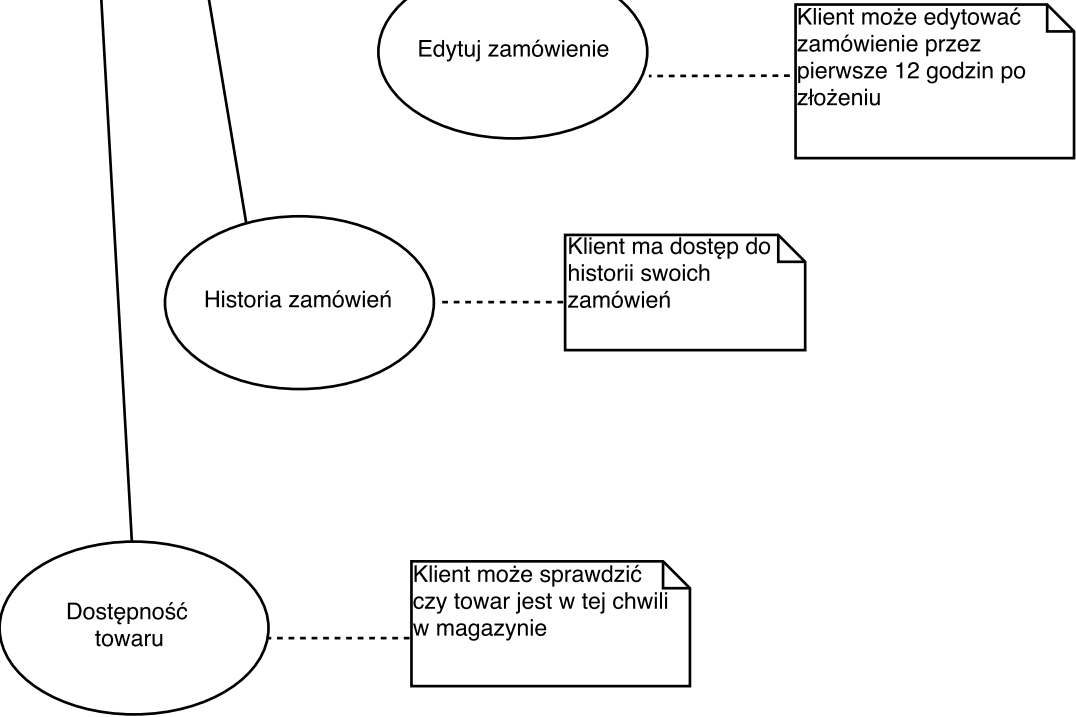 Edytuj zamówienie
Klient może edytować
zamówienie przez
pierwsze 12 godzin po
złożeniu
Historia zamówień
Klient ma dostęp do
historii swoich
zamówień
Dostępność
towaru
Klient może sprawdzić
czy towar jest w tej chwili
w magazynie